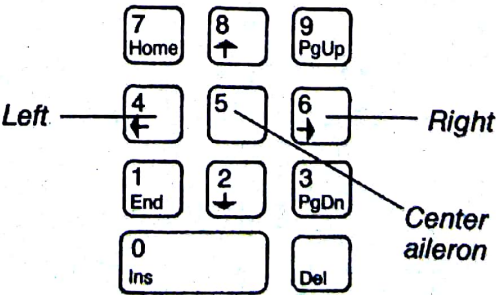 7 8 9
Home ↑ PgUp
Left 4 5 6 Right
← →
1 2 3
End ↓ PgDn
Center
aileron
0
Ins Del